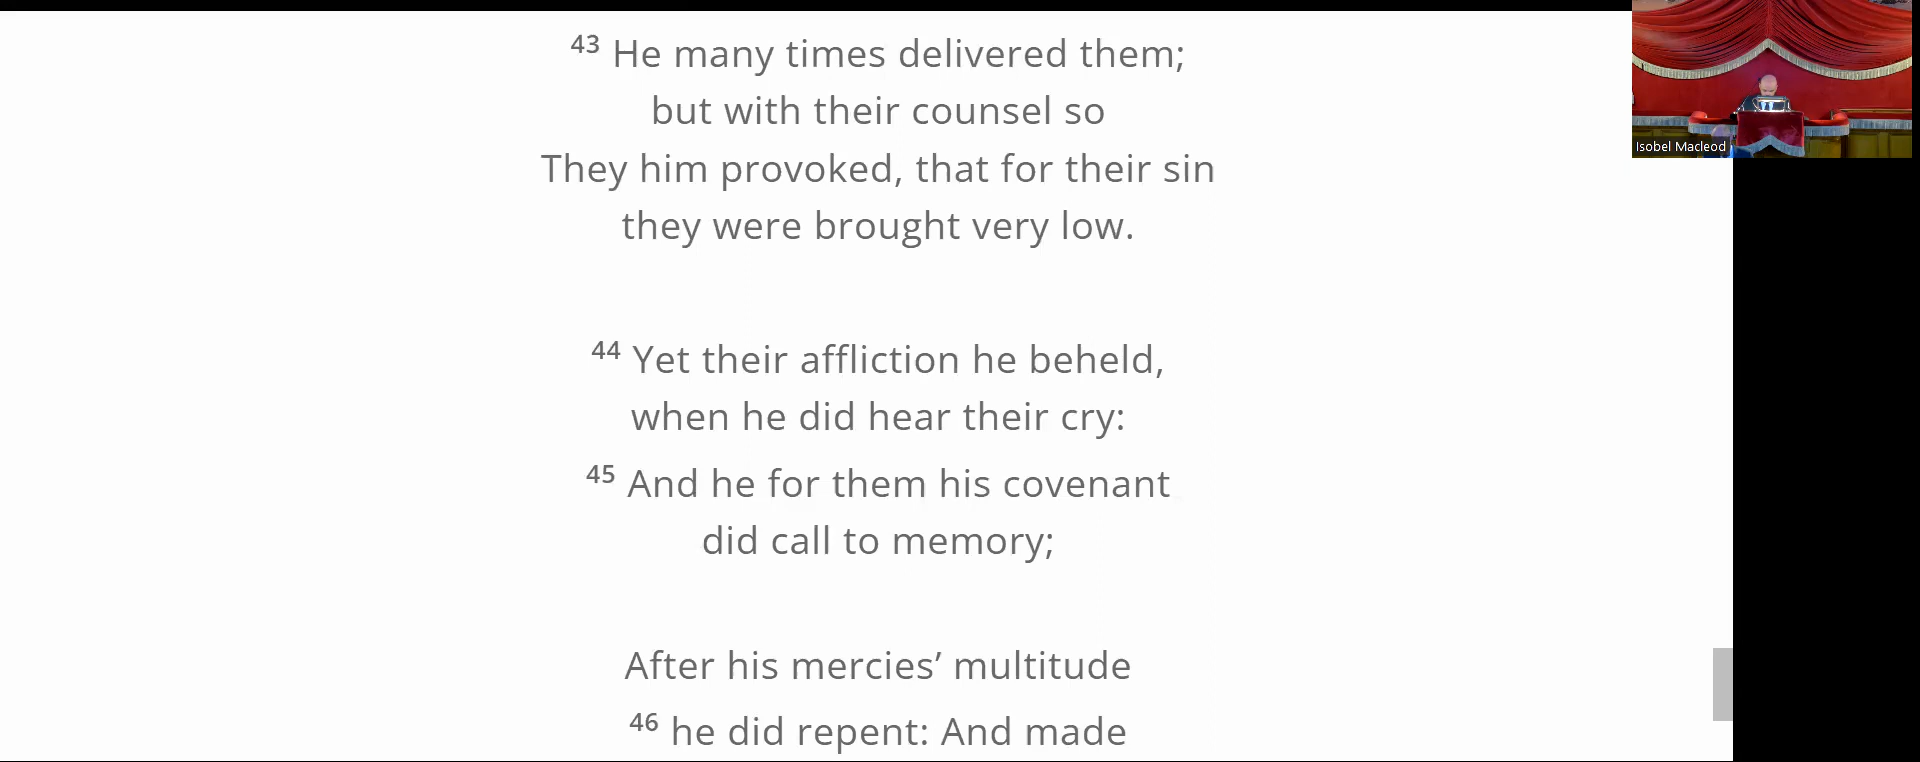 43 He many times delivered them;
but with their counsel so
They him provoked, that for their sin
they were brought very low.
44 Yet their affliction he beheld,
when he did hear their cry:
45 And he for them his covenant
did call to memory;
After his mercies’ multitude
46 he did repent: And made
Isobel Macleod